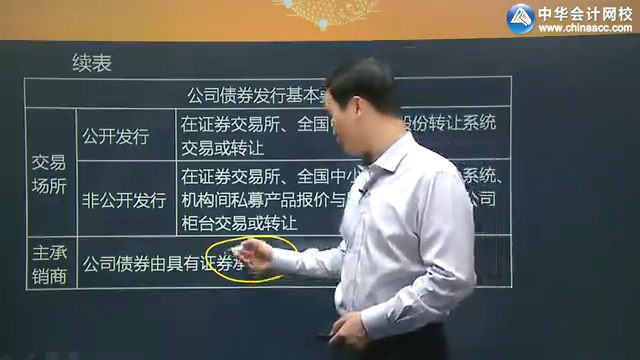 中华会计网校
www.chinaacc.com
续表
公司债券发行基本
交易
场所
公开发行
在证券交易所、全国中
股份转让系统
交易或转让
非公开发行
在证券交易所、全国中小
系统、
机构间私募产品报价与
公司
柜台交易或转让
主承
销商
公司债券由具有证券